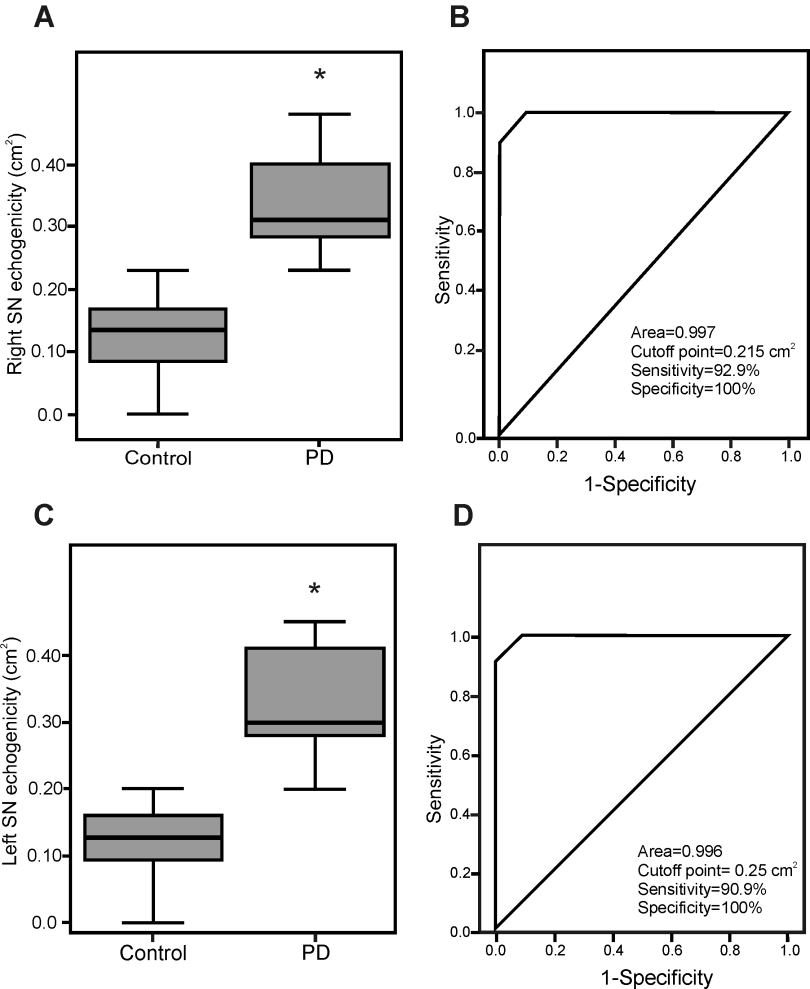 A
*
Right SN echogenicity (cm²)
0.40
0.30
0.20
0.10
0.0
Control
PD
B
Sensitivity
1.0
0.8
0.6
0.4
0.2
0.0
Area=0.997
Cutoff point=0.215 cm²
Sensitivity=92.9%
Specificity=100%
0.0 0.2 0.4 0.6 0.8 1.0
1-Specificity
C
*
Left SN echogenicity (cm²)
0.40
0.30
0.20
0.10
0.0
Control
PD
D
Sensitivity
1.0
0.8
0.6
0.4
0.2
0.0
Area=0.996
Cutoff point= 0.25 cm²
Sensitivity=90.9%
Specificity=100%
0.0 0.2 0.4 0.6 0.8 1.0
1-Specificity